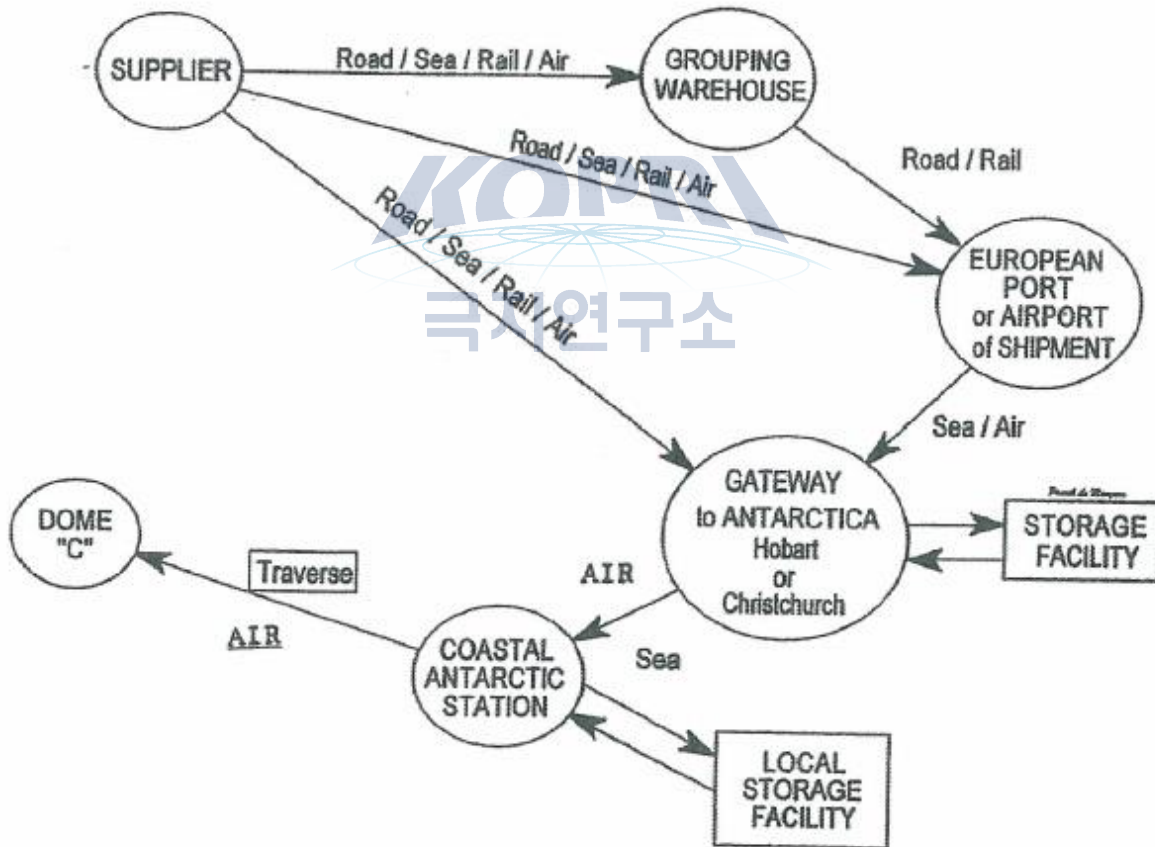 SUPPLIER
Road / Sea / Rail / Air
GROUPING
WAREHOUSE
Road / Sea / Rail / Air
Road / Rail
KOPRI
Road / Sea / Rail / Air
극지연구소
EUROPEAN
PORT
or AIRPORT
of SHIPMENT
Sea / Air
GATEWAY
to ANTARCTICA
Hobart
or
Christchurch
STORAGE
FACILITY
DOME
"C"
Traverse
AIR
AIR
Sea
COASTAL
ANTARCTIC
STATION
LOCAL
STORAGE
FACILITY